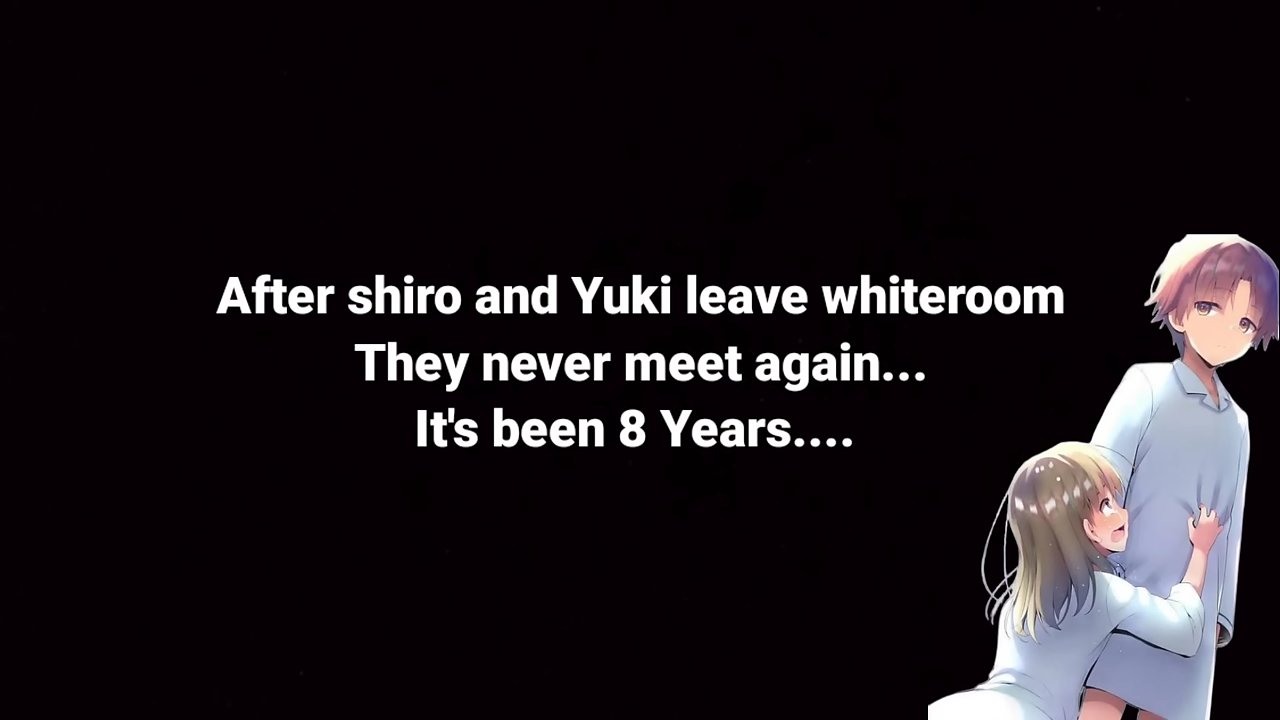 After shiro and Yuki leave whiteroom
They never meet again...
It's been 8 Years....